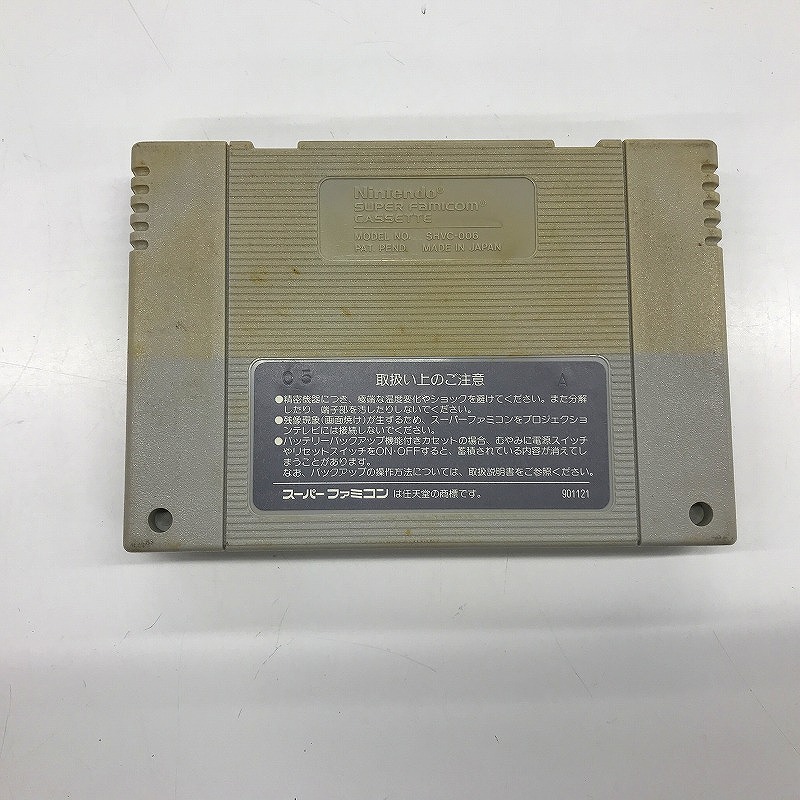 Nintendo®
SUPER Famicom®
CASSETTE
MODEL NO. SHVC-006
PAT. PEND. MADE IN JAPAN
05 A
取扱い上のご注意
●精密機器につき、極端な温度変化やショックを避けてください。また分解
したり、端子部を汚したりしないでください。
●残像現象(画面焼け)が生ずるため、スーパーファミコンをプロジェクショ
ンテレビには接続しないでください。
●バッテリーバックアップ機能付きカセットの場合、むやみに電源スイッチ
やリセットスイッチをON・OFFすると、蓄積されている内容が消えてし
まうことがあります。
なお、バックアップの操作方法については、取扱説明書をご参照ください。
スーパーファミコン は任天堂の商標です。 901121